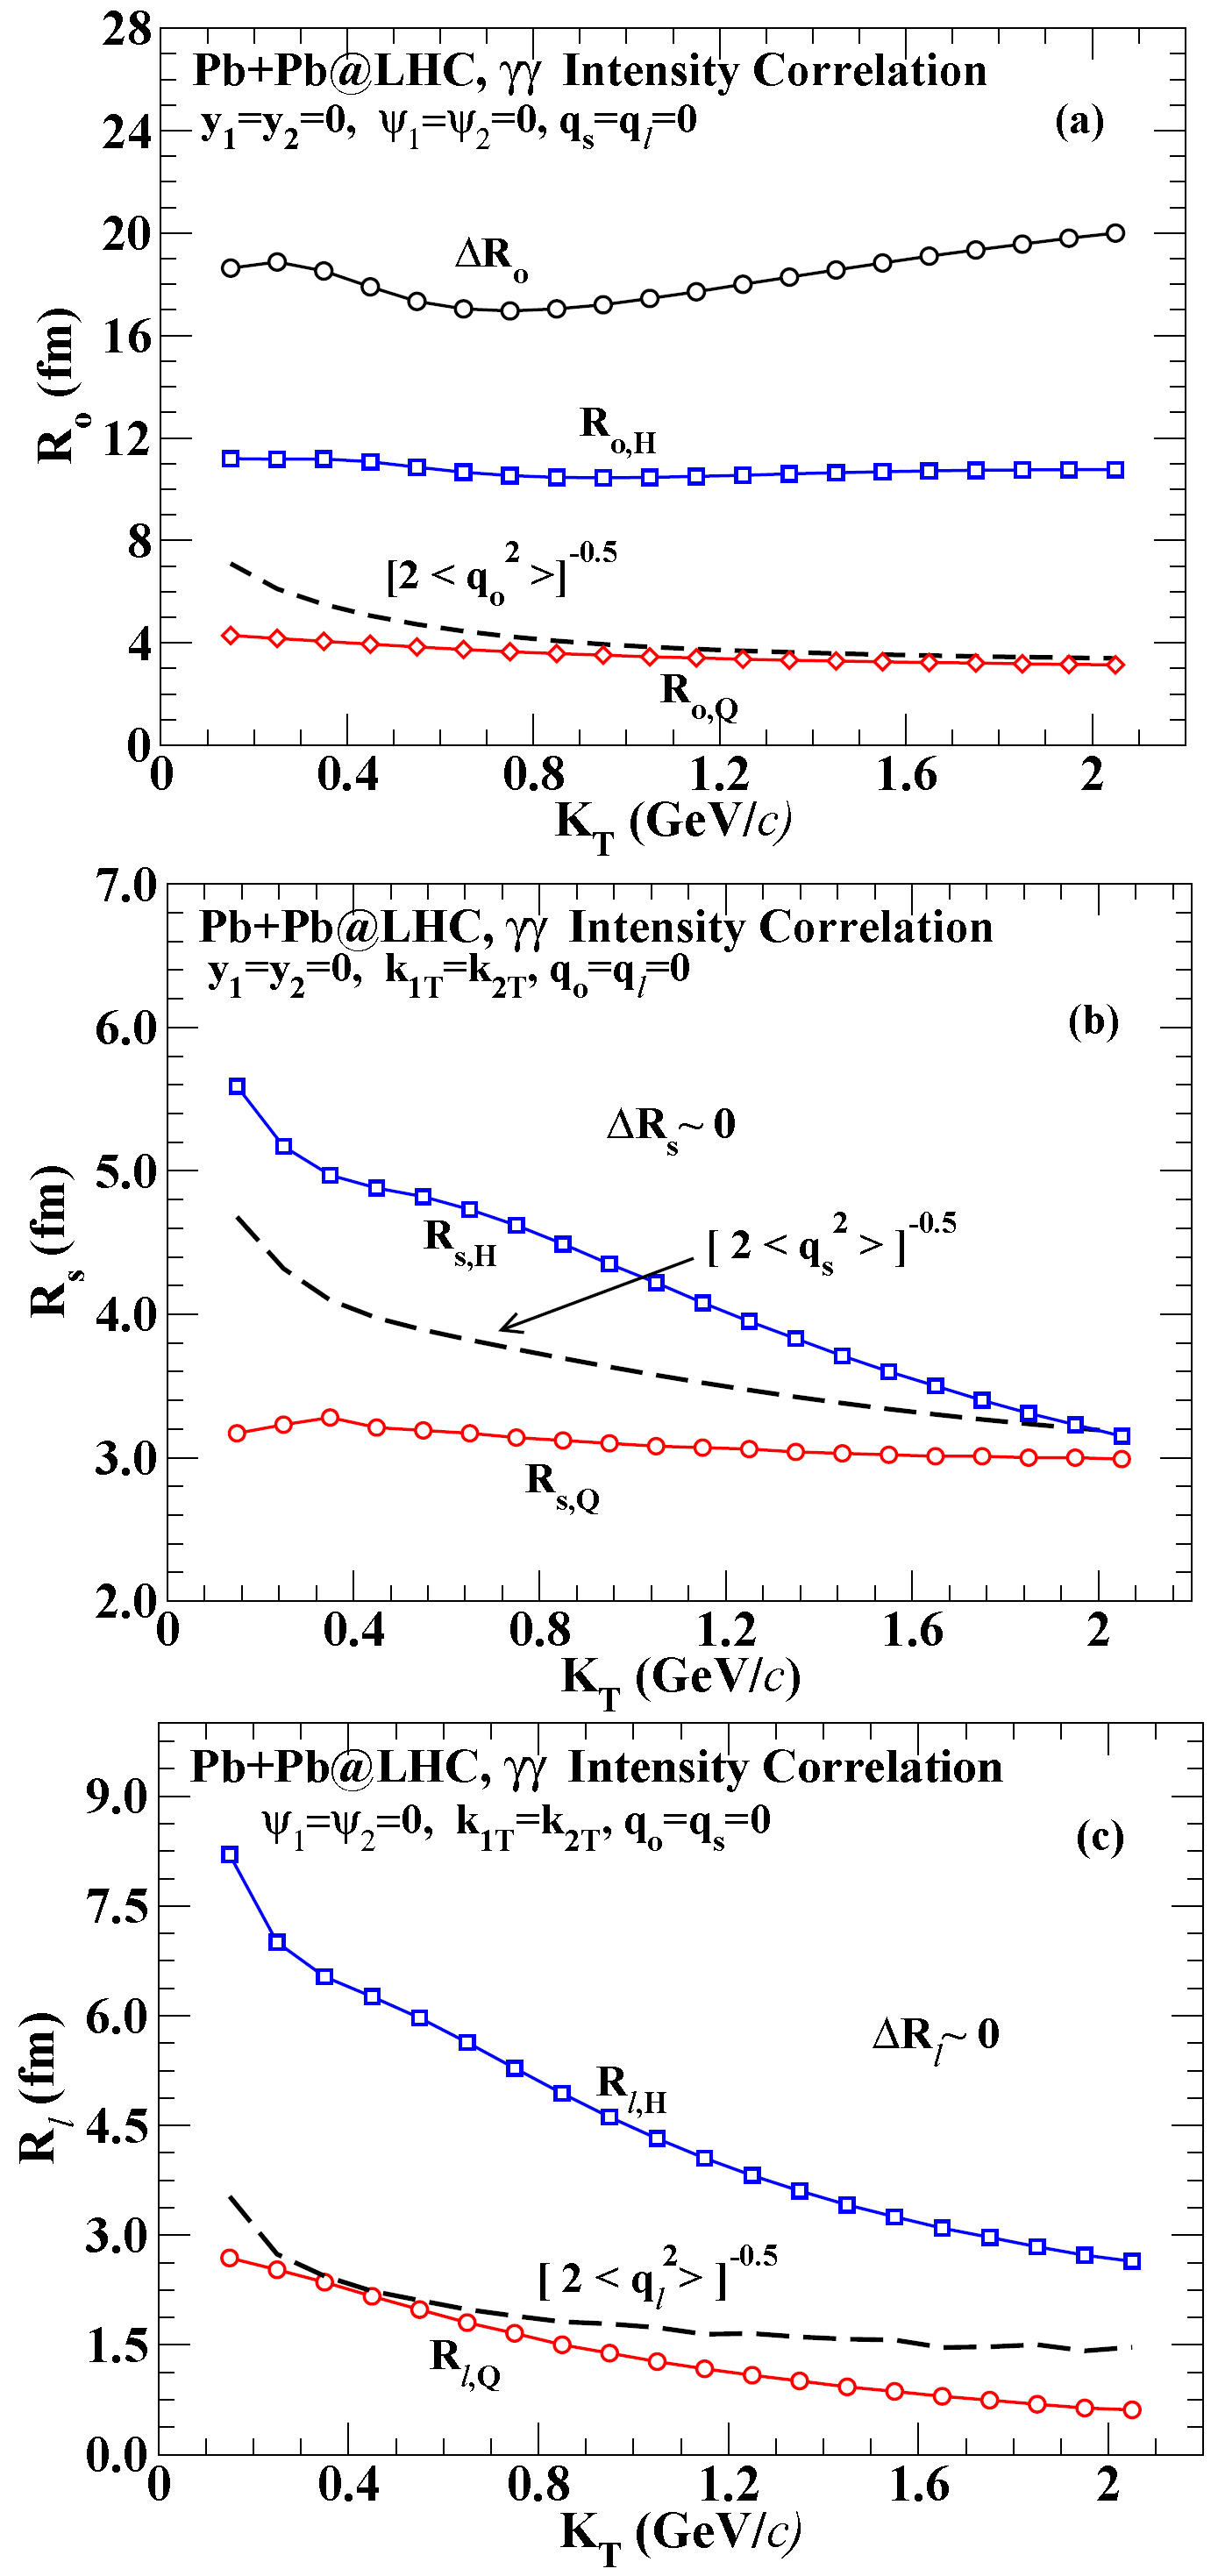 28
Pb+Pb@LHC, γγ Intensity Correlation
y1=y2=0, ψ1=ψ2=0, qs=ql=0
(a)
24
20
ΔRo
16
Ro (fm)
Ro,H
12
8
[2 < qo^2 >]^-0.5
4
Ro,Q
0
0 0.4 0.8 1.2 1.6 2
KT (GeV/c)
7.0
Pb+Pb@LHC, γγ Intensity Correlation
y1=y2=0, k1T=k2T, qo=ql=0
(b)
6.0
ΔRs~ 0
5.0
Rs (fm)
Rs,H
[ 2 < qs^2 > ]^-0.5
4.0
3.0
Rs,Q
2.0
0 0.4 0.8 1.2 1.6 2
KT (GeV/c)
Pb+Pb@LHC, γγ Intensity Correlation
9.0
ψ1=ψ2=0, k1T=k2T, qo=qs=0
(c)
7.5
6.0
ΔRl~ 0
Rl (fm)
Rl,H
4.5
3.0
[ 2 < ql^2> ]^-0.5
1.5
Rl,Q
0.0
0 0.4 0.8 1.2 1.6 2
KT (GeV/c)